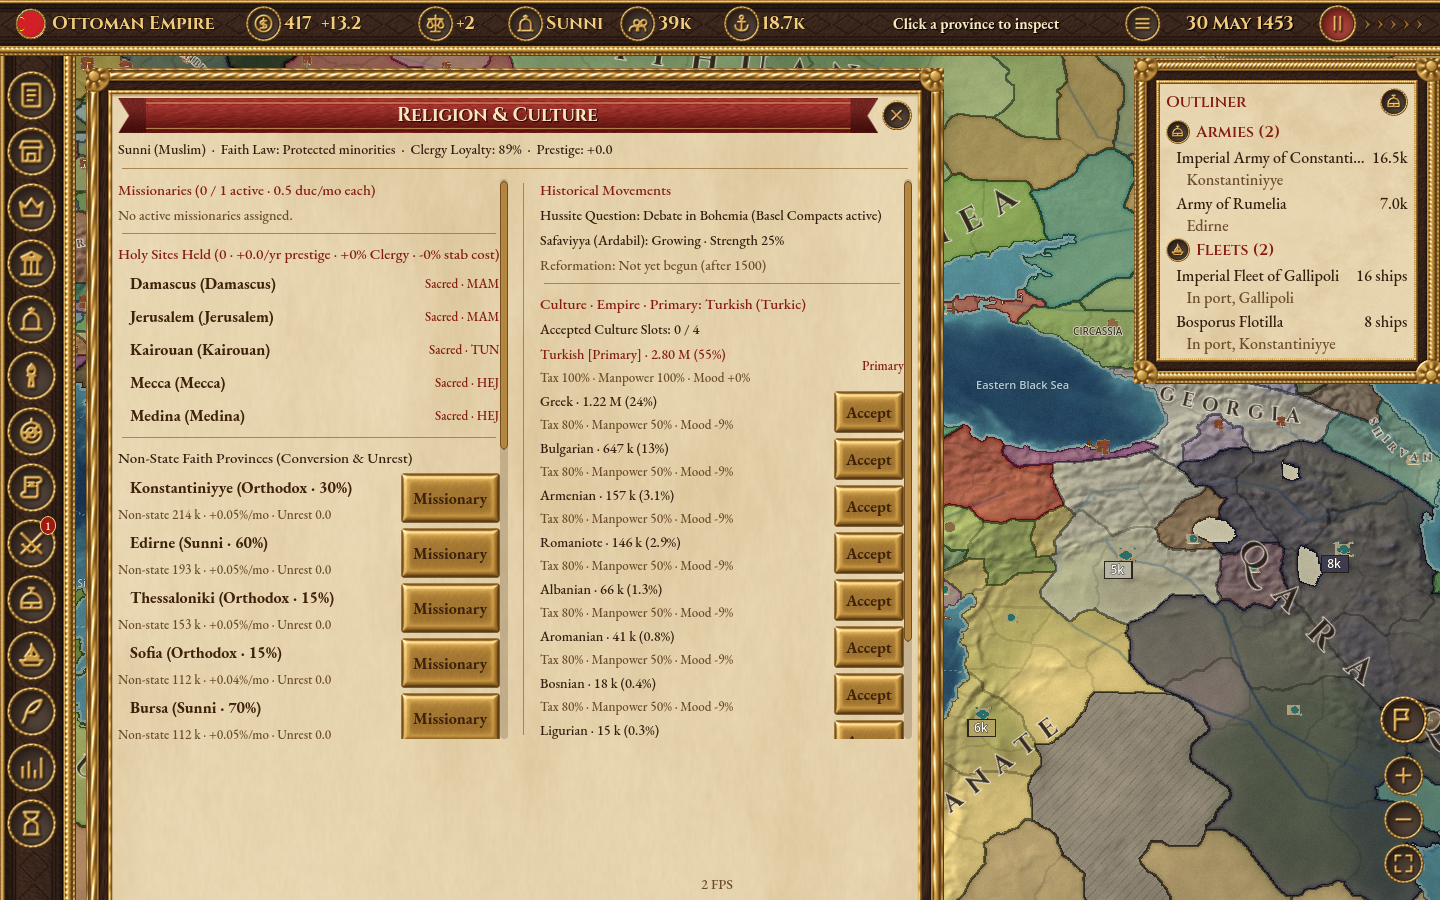 OTTOMAN EMPIRE 417 +13.2 +2 SUNNI 39K 18.7K Click a province to inspect 30 MAY 1453
RELIGION & CULTURE
Sunni (Muslim) · Faith Law: Protected minorities · Clergy Loyalty: 89% · Prestige: +0.0
Missionaries (0 / 1 active · 0.5 duc/mo each)
No active missionaries assigned.
Holy Sites Held (0 · +0.0/yr prestige · +0% Clergy · -0% stab cost)
Damascus (Damascus) Sacred · MAM
Jerusalem (Jerusalem) Sacred · MAM
Kairouan (Kairouan) Sacred · TUN
Mecca (Mecca) Sacred · HEJ
Medina (Medina) Sacred · HEJ
Non-State Faith Provinces (Conversion & Unrest)
Konstantiniyye (Orthodox · 30%)
Non-state 214 k · +0.05%/mo · Unrest 0.0
Missionary
Edirne (Sunni · 60%)
Non-state 193 k · +0.05%/mo · Unrest 0.0
Missionary
Thessaloniki (Orthodox · 15%)
Non-state 153 k · +0.05%/mo · Unrest 0.0
Missionary
Sofia (Orthodox · 15%)
Non-state 112 k · +0.04%/mo · Unrest 0.0
Missionary
Bursa (Sunni · 70%)
Non-state 112 k · +0.05%/mo · Unrest 0.0
Missionary
Historical Movements
Hussite Question: Debate in Bohemia (Basel Compacts active)
Safaviyya (Ardabil): Growing · Strength 25%
Reformation: Not yet begun (after 1500)
Culture · Empire · Primary: Turkish (Turkic)
Accepted Culture Slots: 0 / 4
Turkish [Primary] · 2.80 M (55%)
Primary
Tax 100% · Manpower 100% · Mood +0%
Greek · 1.22 M (24%)
Tax 80% · Manpower 50% · Mood -9%
Accept
Bulgarian · 647 k (13%)
Tax 80% · Manpower 50% · Mood -9%
Accept
Armenian · 157 k (3.1%)
Tax 80% · Manpower 50% · Mood -9%
Accept
Romaniote · 146 k (2.9%)
Tax 80% · Manpower 50% · Mood -9%
Accept
Albanian · 66 k (1.3%)
Tax 80% · Manpower 50% · Mood -9%
Accept
Aromanian · 41 k (0.8%)
Tax 80% · Manpower 50% · Mood -9%
Accept
Bosnian · 18 k (0.4%)
Tax 80% · Manpower 50% · Mood -9%
Accept
Ligurian · 15 k (0.3%)
2 FPS
OUTLINER
ARMIES (2)
Imperial Army of Constanti... 16.5k
Konstantiniyye
Army of Rumelia 7.0k
Edirne
FLEETS (2)
Imperial Fleet of Gallipoli 16 ships
In port, Gallipoli
Bosporus Flotilla 8 ships
In port, Konstantiniyye
CIRCASSIA
Eastern Black Sea
GEORGIA
SHIRVAN
5k
8k
6k
1